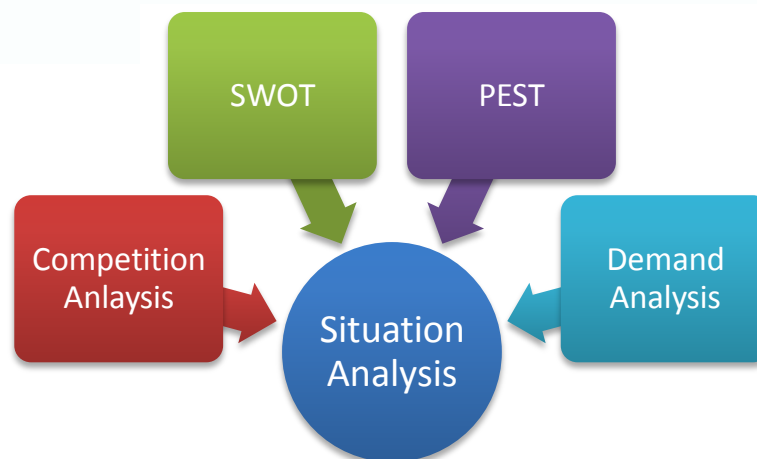 SWOT
PEST
Competition
Anlaysis
Demand
Analysis
Situation
Analysis